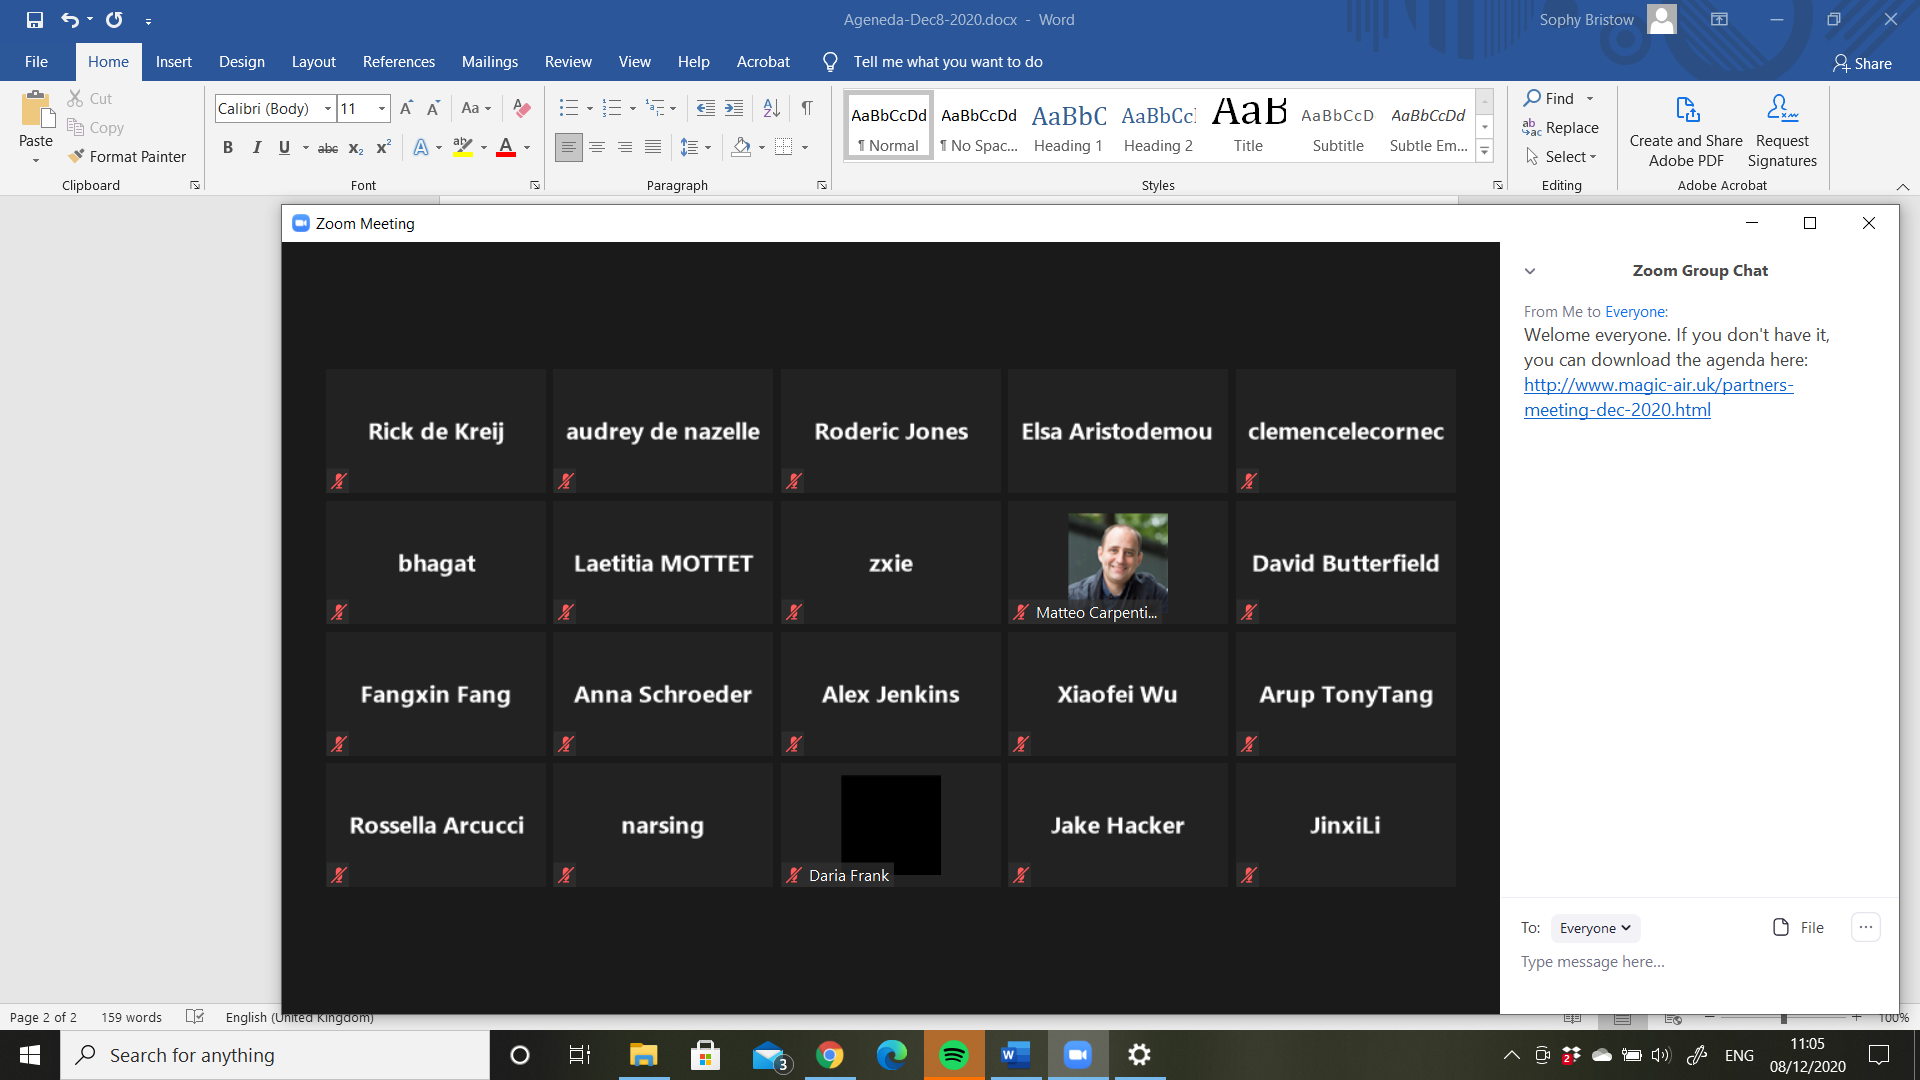 Ageneda-Dec8-2020.docx - Word
Sophy Bristow
File Home Insert Design Layout References Mailings Review View Help Acrobat Tell me what you want to do
Share
Paste
Cut
Copy
Format Painter
Clipboard
Calibri (Body) 11
Aa
B I U abc x₂ x² A ab A
Font
Paragraph
AaBbCcDd AaBbCcDd AaBbC AaBbCcI AaB AaBbCcD AaBbCcDd
¶ Normal ¶ No Spac... Heading 1 Heading 2 Title Subtitle Subtle Em...
Styles
Find
Replace
Select
Editing
Create and Share
Adobe PDF
Request
Signatures
Adobe Acrobat
Zoom Meeting
Rick de Kreij
audrey de nazelle
Roderic Jones
Elsa Aristodemou
clemencelecornec
bhagat
Laetitia MOTTET
zxie
Matteo Carpenti...
David Butterfield
Fangxin Fang
Anna Schroeder
Alex Jenkins
Xiaofei Wu
Arup TonyTang
Rossella Arcucci
narsing
Daria Frank
Jake Hacker
JinxiLi
Zoom Group Chat
From Me to Everyone:
Welome everyone. If you don't have it,
you can download the agenda here:
http://www.magic-air.uk/partners-
meeting-dec-2020.html
To: Everyone
File
Type message here...
Page 2 of 2 159 words English (United Kingdom)
100%
Search for anything
3
2
ENG
11:05
08/12/2020